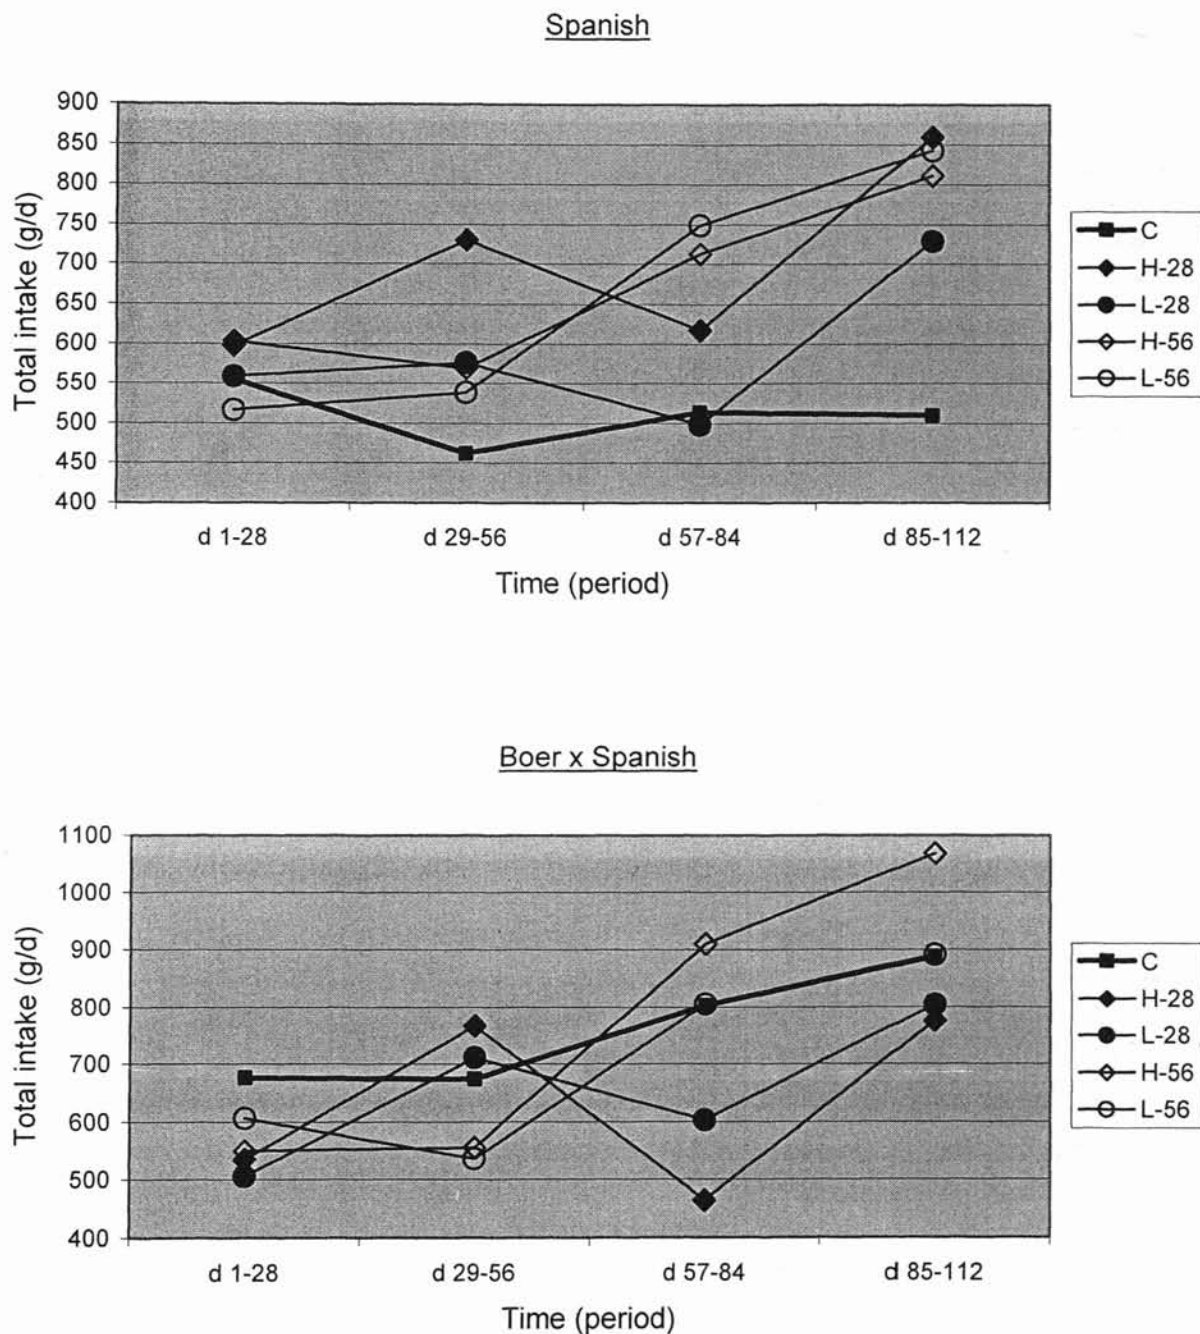 Spanish
900
850
800
750
700
650
600
550
500
450
400
Total intake (g/d)
d 1-28 d 29-56 d 57-84 d 85-112
Time (period)
C
H-28
L-28
H-56
L-56
Boer x Spanish
1100
1000
900
800
700
600
500
400
Total intake (g/d)
d 1-28 d 29-56 d 57-84 d 85-112
Time (period)
C
H-28
L-28
H-56
L-56